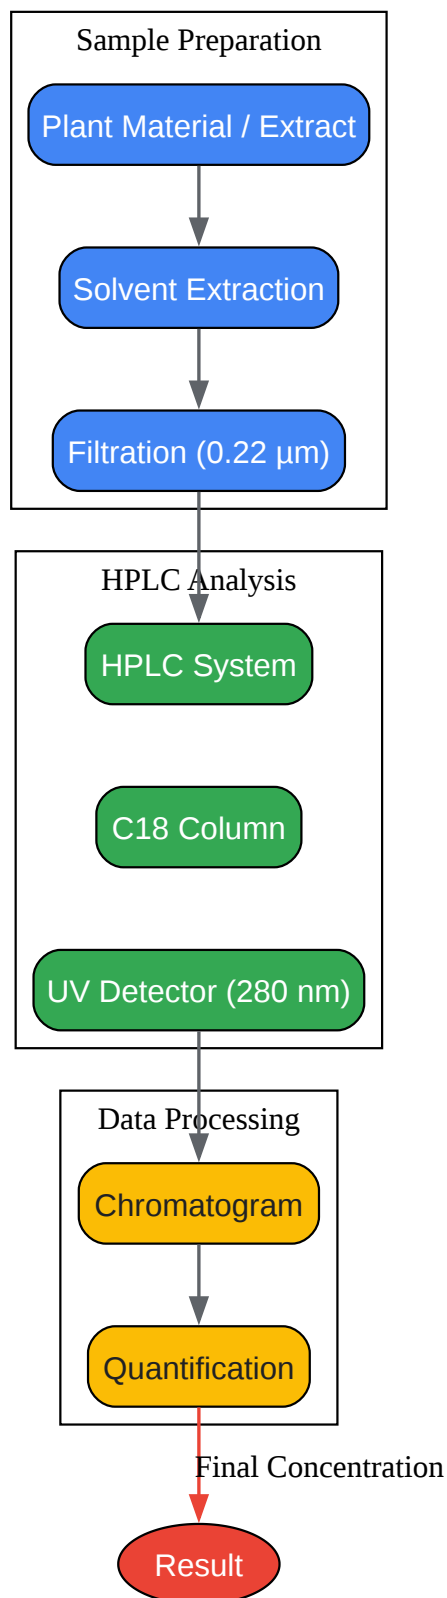 Sample Preparation
Plant Material / Extract
Solvent Extraction
Filtration (0.22 µm)
HPLC Analysis
HPLC System
C18 Column
UV Detector (280 nm)
Data Processing
Chromatogram
Quantification
Final Concentration
Result